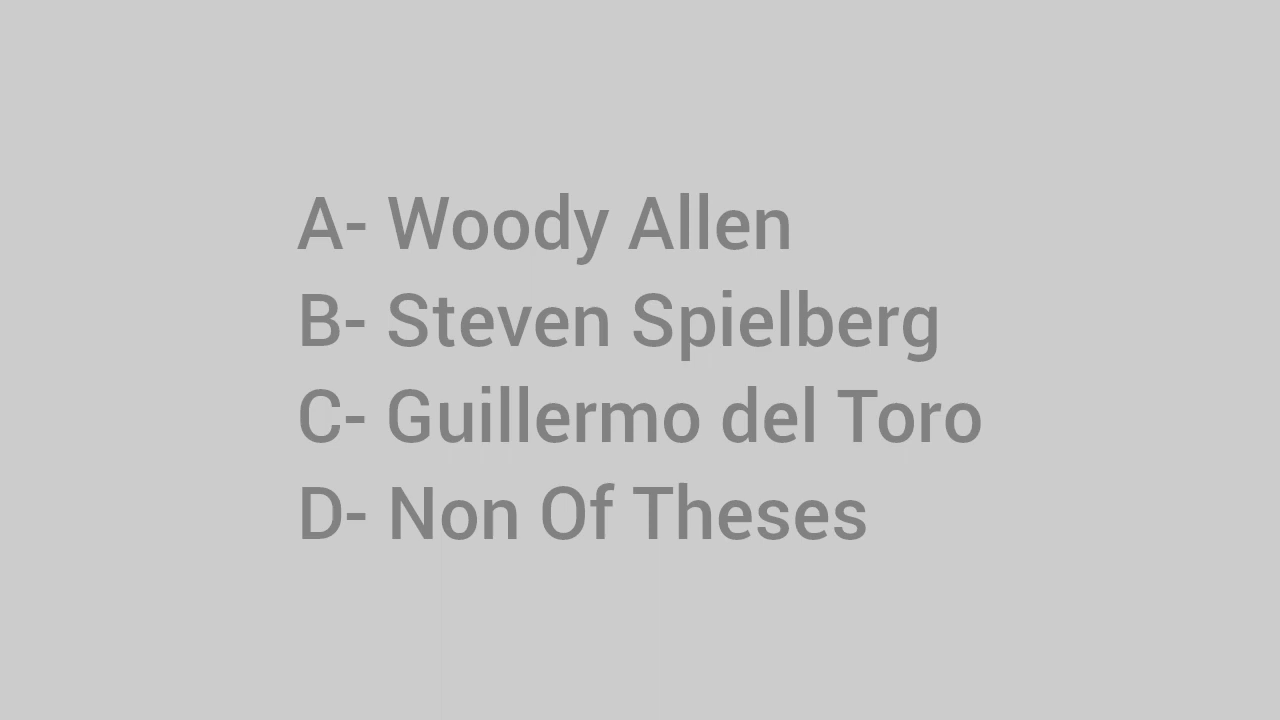 A- Woody Allen
B- Steven Spielberg
C- Guillermo del Toro
D- Non Of Theses